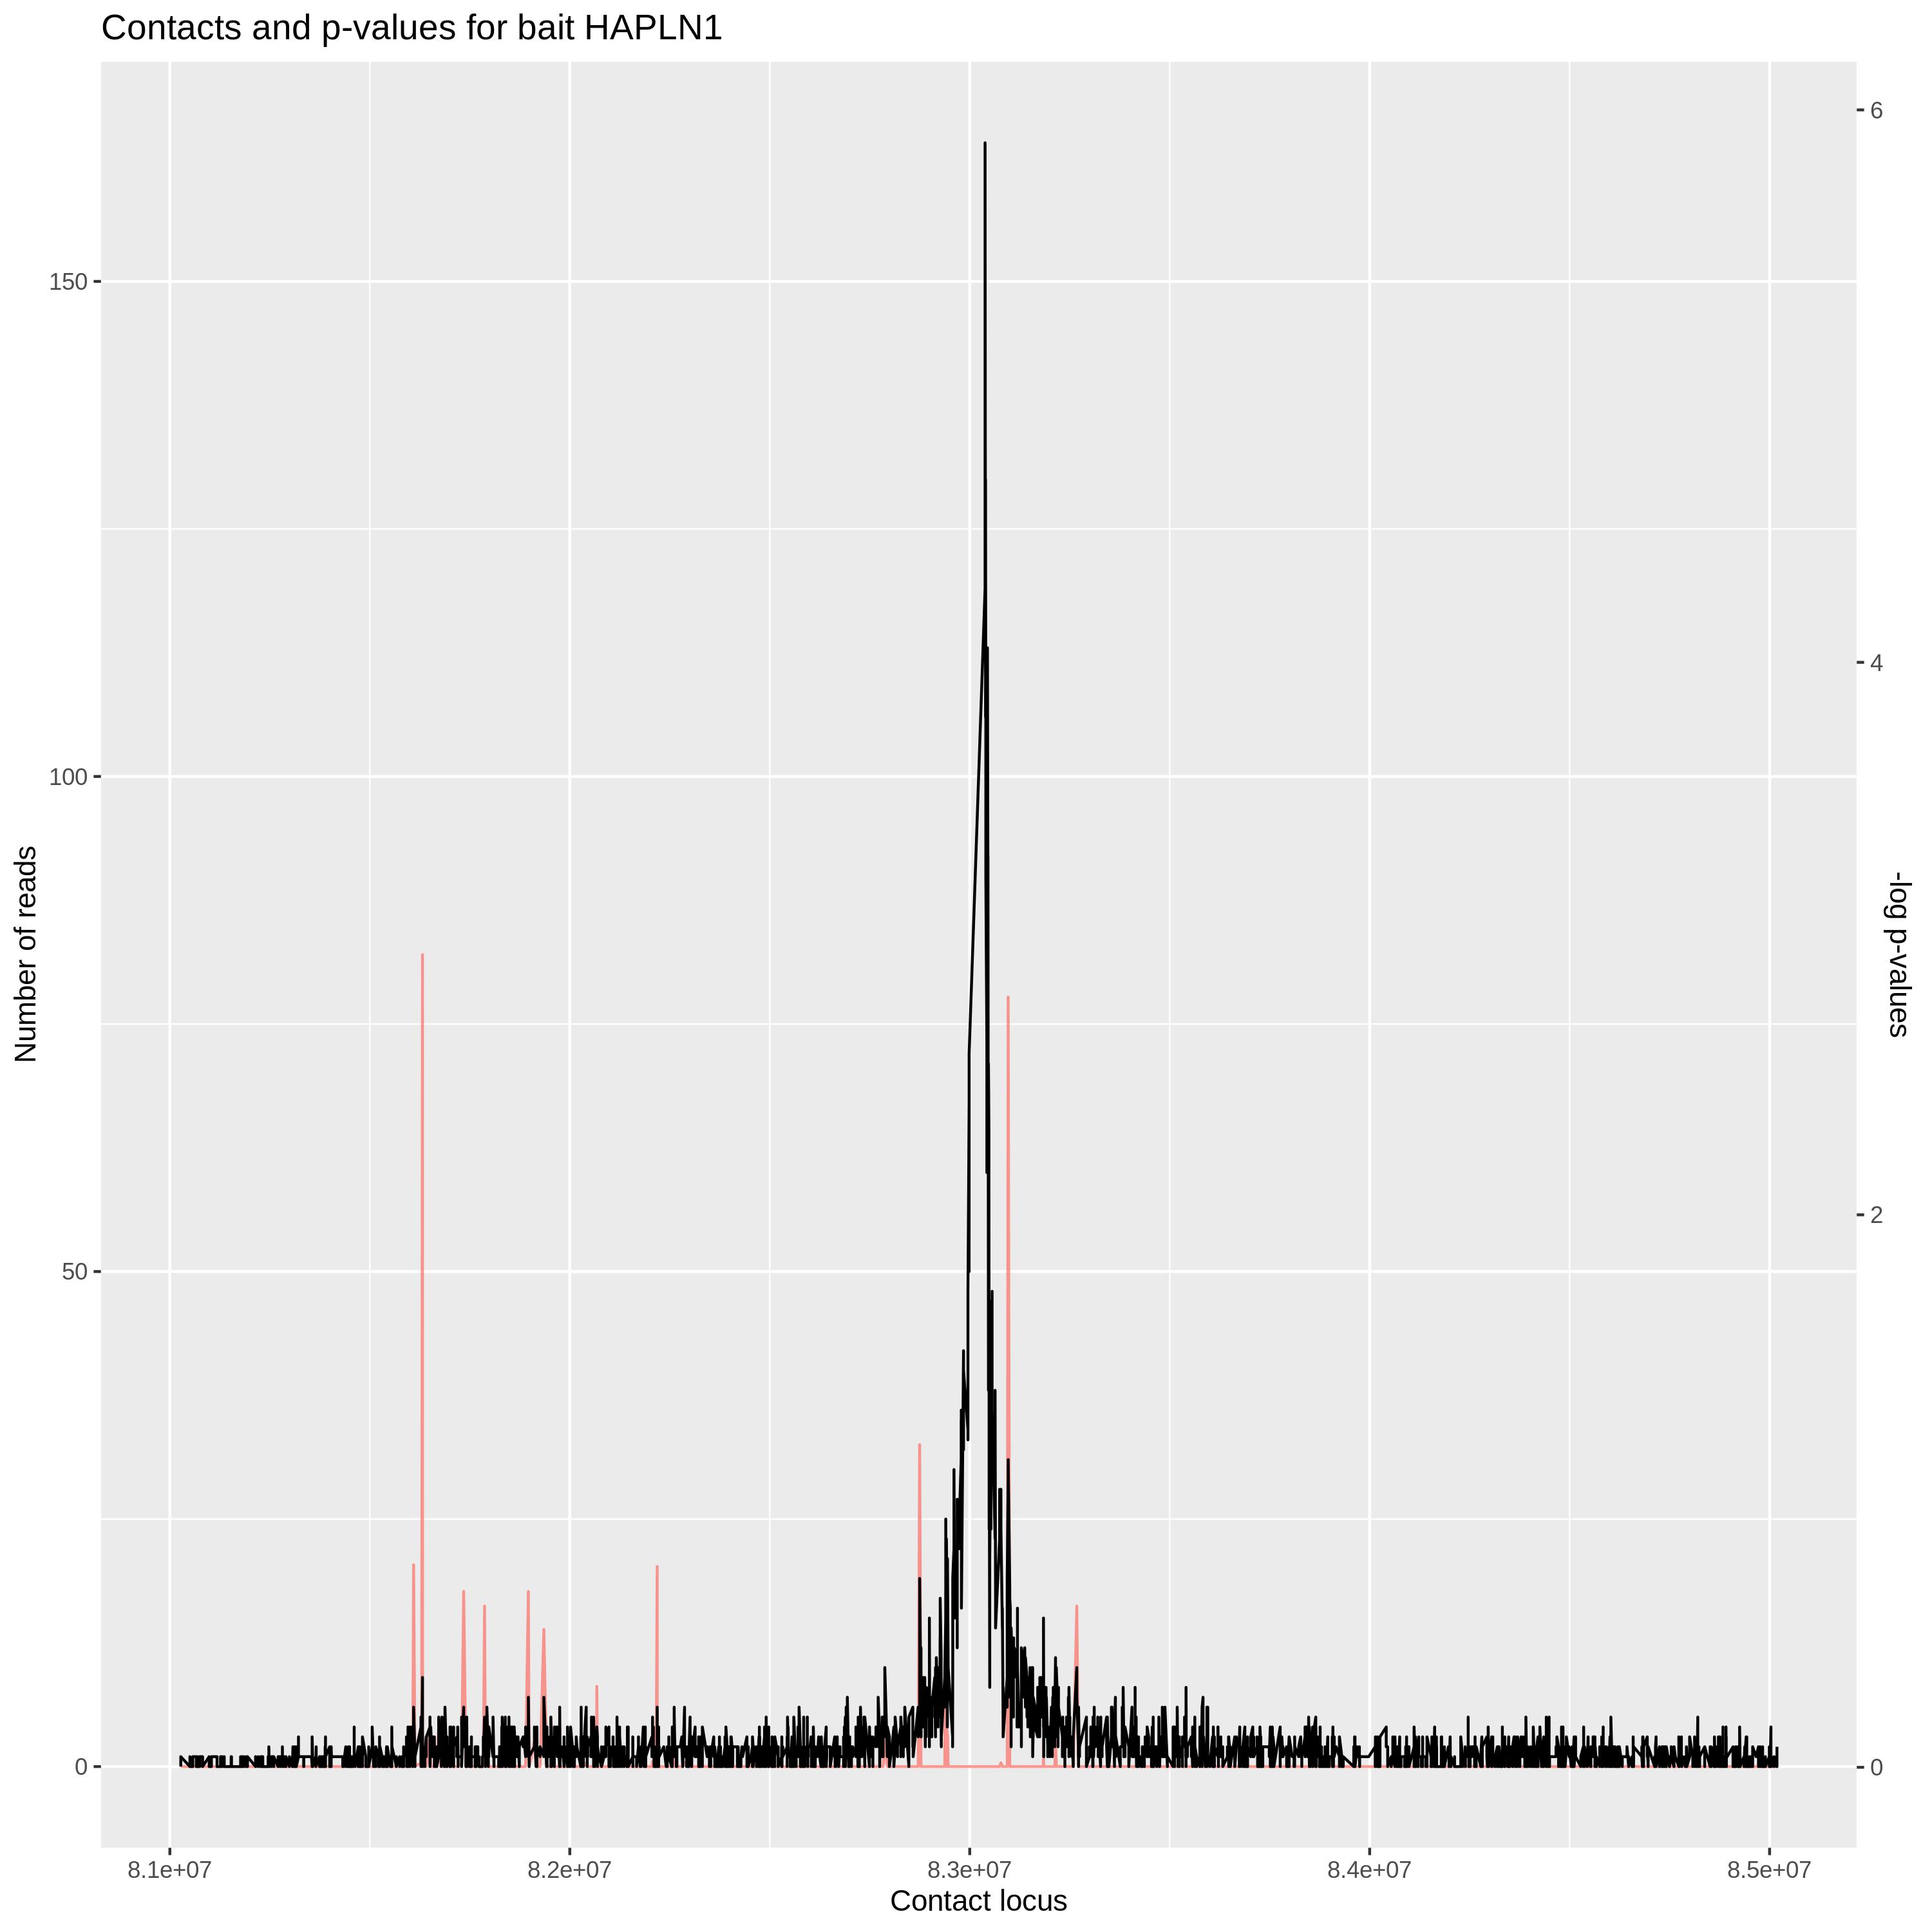 Contacts and p-values for bait HAPLN1
6
150
4
100
Number of reads
-log p-values
2
50
0
0
8.1e+07 8.2e+07 8.3e+07 8.4e+07 8.5e+07
Contact locus